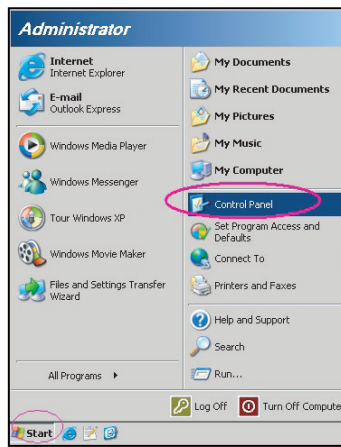 Administrator
Internet
Internet Explorer
E-mail
Outlook Express
Windows Media Player
Windows Messenger
Tour Windows XP
Windows Movie Maker
Files and Settings Transfer
Wizard
All Programs
My Documents
My Recent Documents
My Pictures
My Music
My Computer
Control Panel
Set Program Access and
Defaults
Connect To
Printers and Faxes
Help and Support
Search
Run...
Log Off
Turn Off Compute
Start